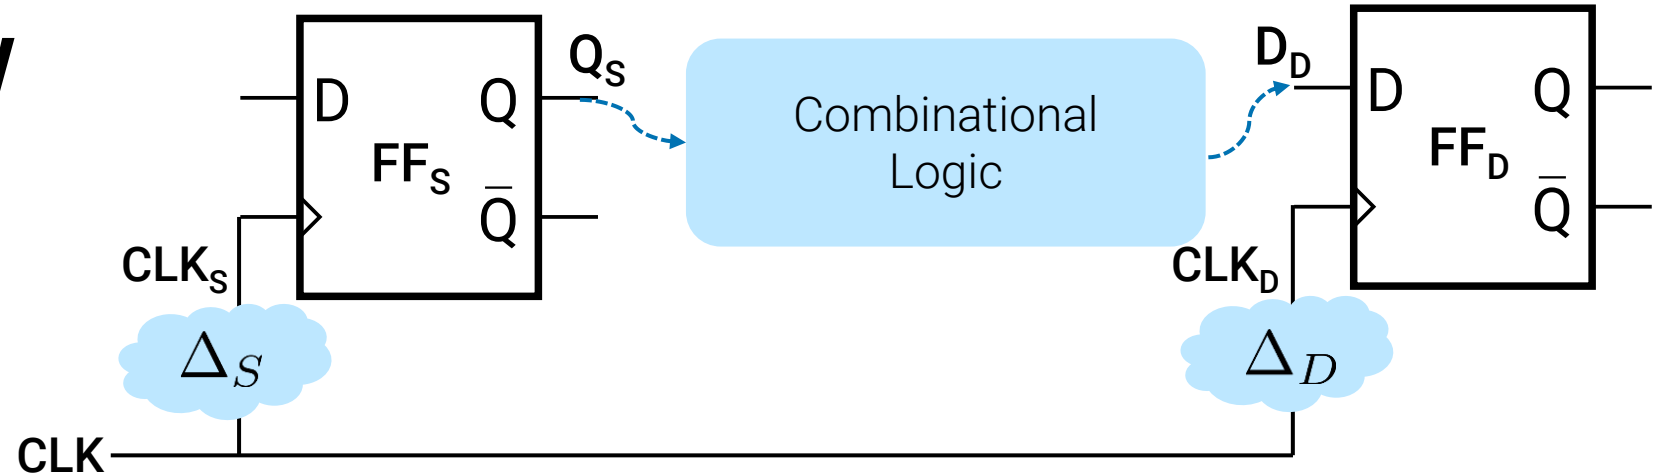 Q_S
D_D
D
Q
Combinational
Logic
D
Q
FF_S
FF_D
Q̅
Q̅
CLK_S
CLK_D
Δ_S
Δ_D
CLK